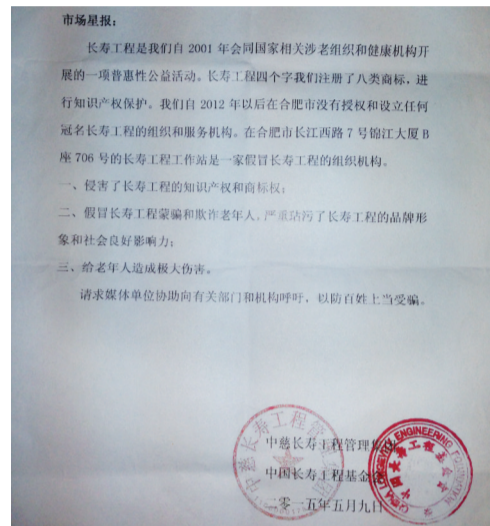 市场星报：
长寿工程是我们自 2001 年会同国家相关涉老组织和健康机构开
展的一项普惠性公益活动。长寿工程四个字我们注册了八类商标，进
行知识产权保护。我们自 2012 年以后在合肥市没有授权和设立任何
冠名长寿工程的组织和服务机构。在合肥市长江西路 7 号锦江大厦 B
座 706 号的长寿工程工作站是一家假冒长寿工程的组织机构。
一、侵害了长寿工程的知识产权和商标权；
二、假冒长寿工程蒙骗和欺诈老年人，严重玷污了长寿工程的品牌形
象和社会良好影响力；
三、给老年人造成极大伤害。
请求媒体单位协助向有关部门和机构呼吁，以防百姓上当受骗。
中慈长寿工程管理
中国长寿工程基金会
二零一五年五月九日